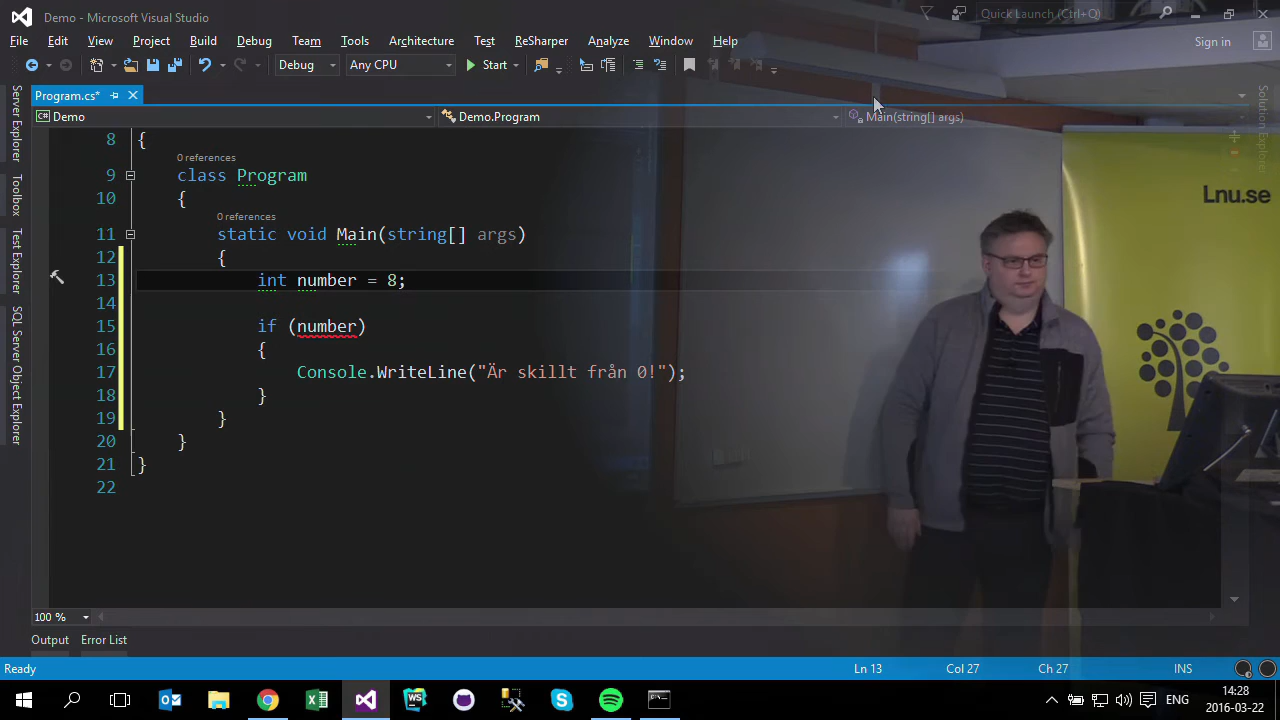 Demo - Microsoft Visual Studio
Quick Launch (Ctrl+Q)
File Edit View Project Build Debug Team Tools Architecture Test ReSharper Analyze Window Help
Sign in
Debug Any CPU Start
Program.cs*
Demo Demo.Program Main(string[] args)
Server Explorer
Toolbox
Test Explorer
SQL Server Object Explorer
Solution Explorer
8 {
0 references
9 class Program
10 {
0 references
11 static void Main(string[] args)
12 {
13 int number = 8;
14
15 if (number)
16 {
17 Console.WriteLine("Är skillt från 0!");
18 }
19 }
20 }
21 }
22
Lnu.se
100 %
Output Error List
Ready Ln 13 Col 27 Ch 27 INS
ENG
14:28
2016-03-22